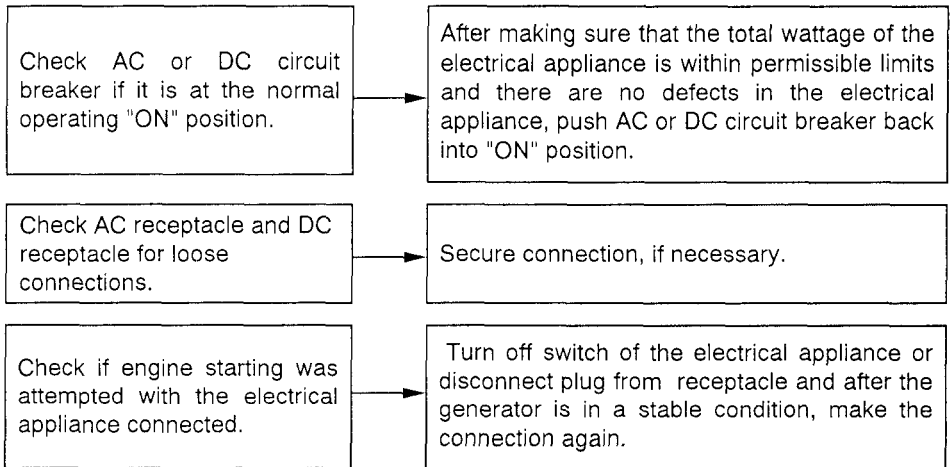 Check AC or DC circuit
breaker if it is at the normal
operating "ON" position.
After making sure that the total wattage of the
electrical appliance is within permissible limits
and there are no defects in the electrical
appliance, push AC or DC circuit breaker back
into "ON" position.
Check AC receptacle and DC
receptacle for loose
connections.
Secure connection, if necessary.
Check if engine starting was
attempted with the electrical
appliance connected.
Turn off switch of the electrical appliance or
disconnect plug from receptacle and after the
generator is in a stable condition, make the
connection again.